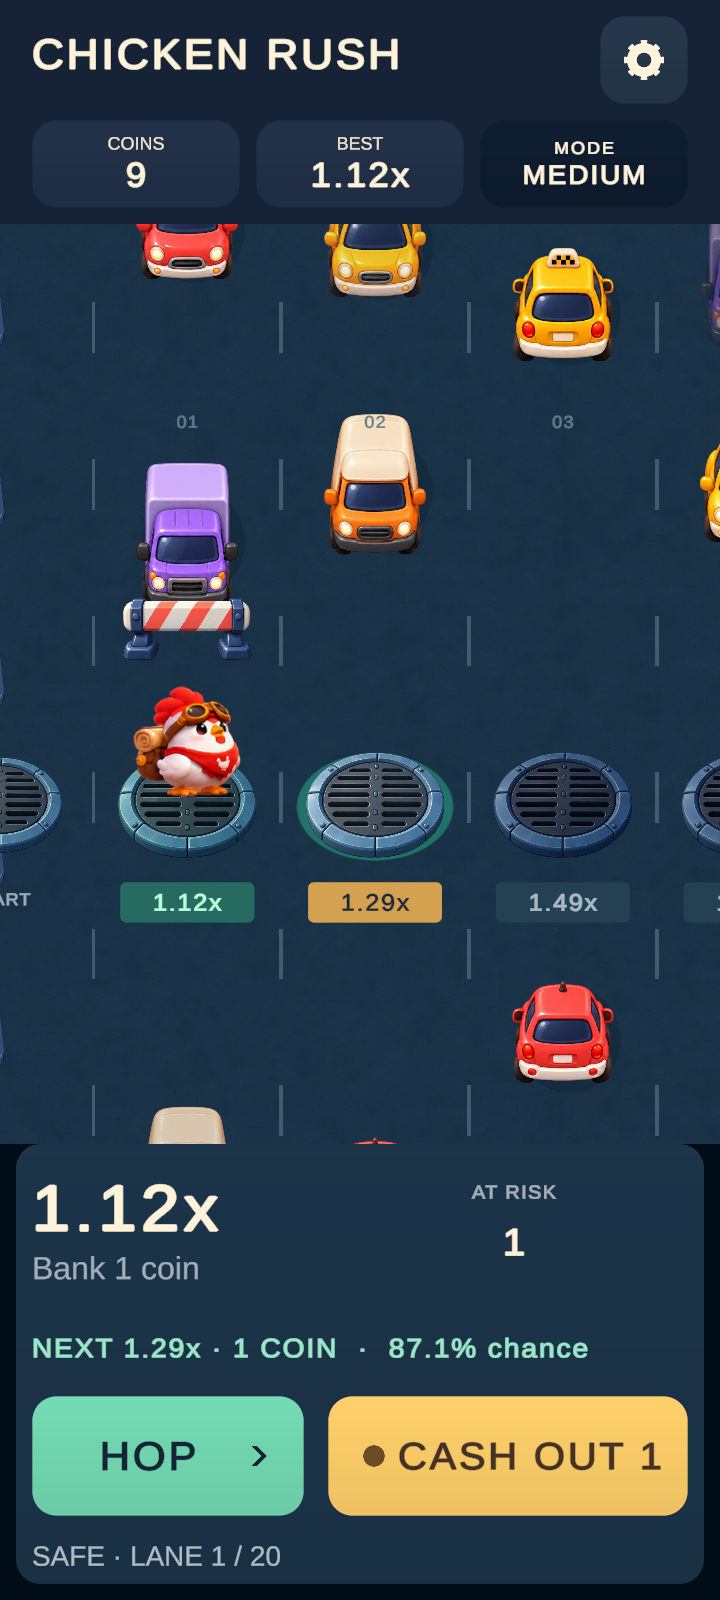 CHICKEN RUSH
COINS
9
BEST
1.12x
MODE
MEDIUM
01
02
03
ART
1.12x
1.29x
1.49x
1.12x
Bank 1 coin
AT RISK
1
NEXT 1.29x · 1 COIN · 87.1% chance
HOP
CASH OUT 1
SAFE · LANE 1 / 20